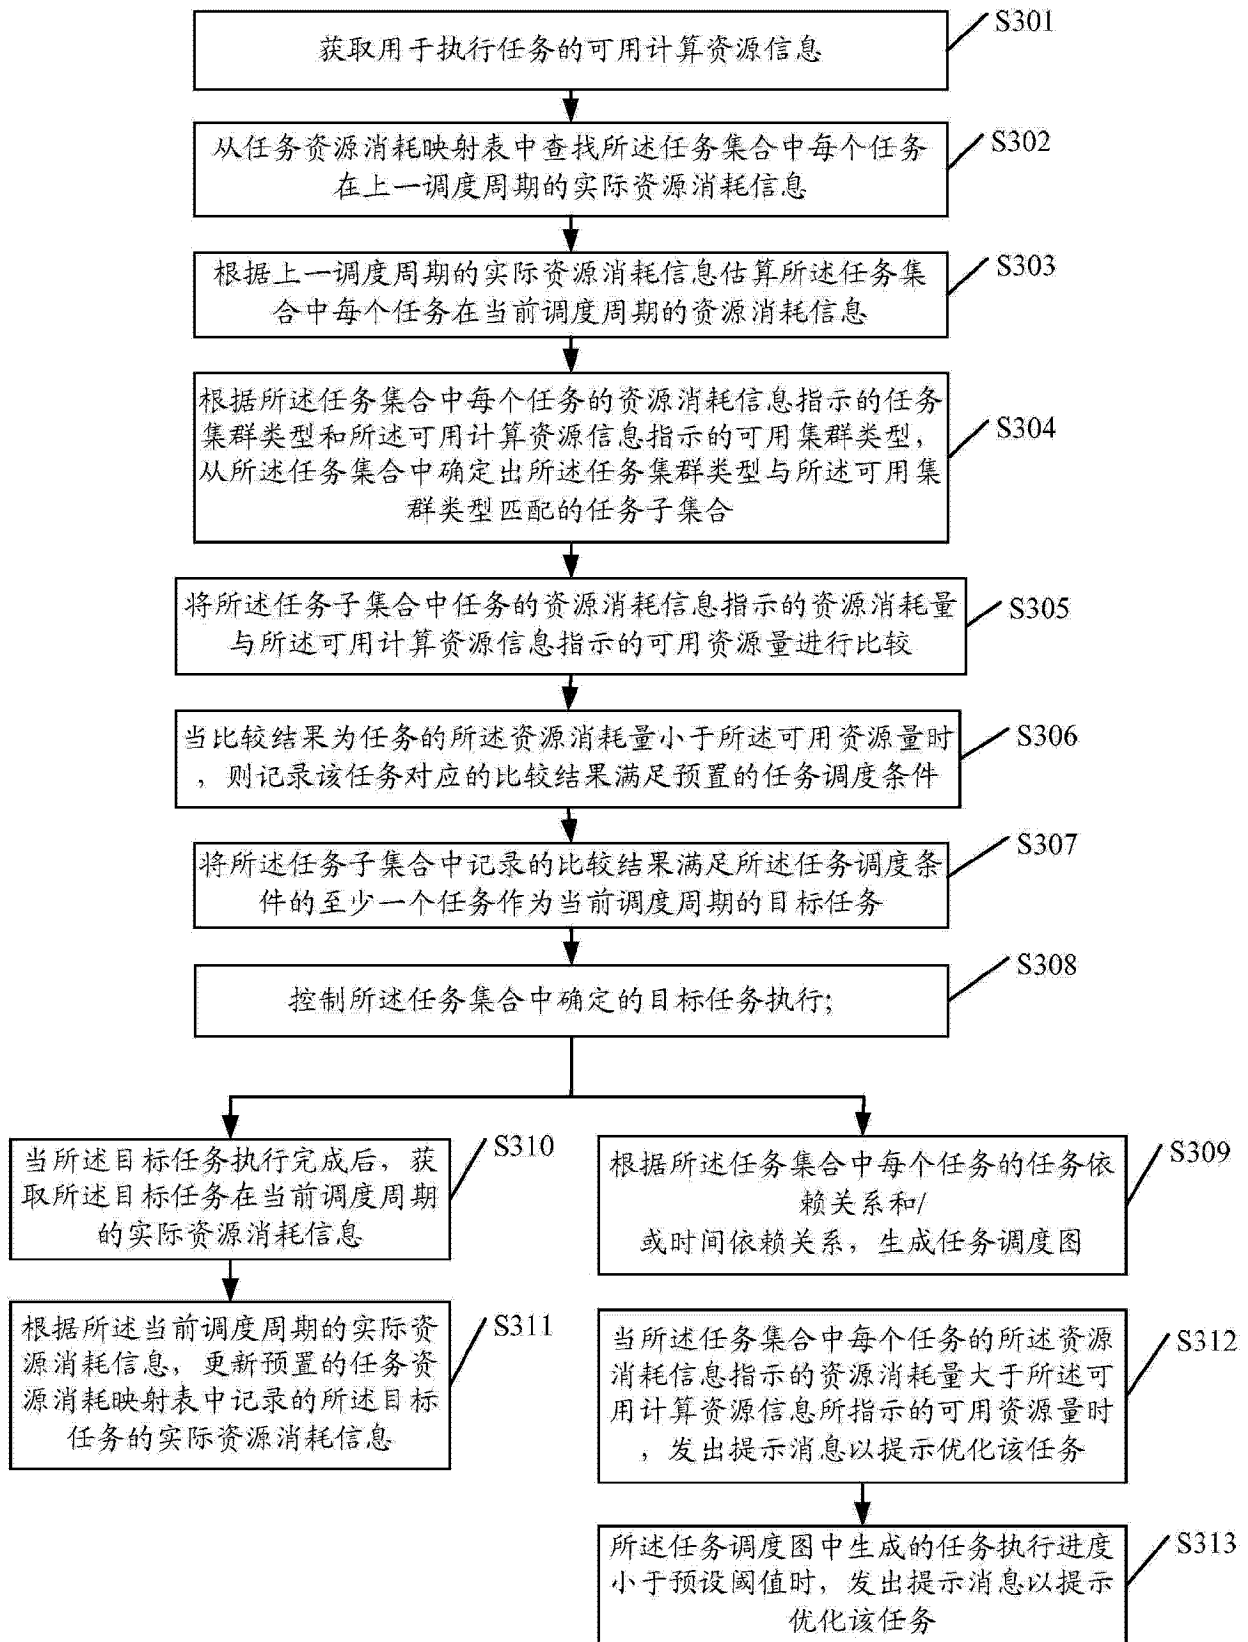 S301
获取用于执行任务的可用计算资源信息
S302
从任务资源消耗映射表中查找所述任务集合中每个任务
在上一调度周期的实际资源消耗信息
S303
根据上一调度周期的实际资源消耗信息估算所述任务集
合中每个任务在当前调度周期的资源消耗信息
S304
根据所述任务集合中每个任务的资源消耗信息指示的任务
集群类型和所述可用计算资源信息指示的可用集群类型，
从所述任务集合中确定出所述任务集群类型与所述可用集
群类型匹配的任务子集合
S305
将所述任务子集合中任务的资源消耗信息指示的资源消耗量
与所述可用计算资源信息指示的可用资源量进行比较
S306
当比较结果为任务的所述资源消耗量小于所述可用资源量时
，则记录该任务对应的比较结果满足预置的任务调度条件
S307
将所述任务子集合中记录的比较结果满足所述任务调度条
件的至少一个任务作为当前调度周期的目标任务
S308
控制所述任务集合中确定的目标任务执行;
S310
当所述目标任务执行完成后，获
取所述目标任务在当前调度周期
的实际资源消耗信息
S309
根据所述任务集合中每个任务的任务依
赖关系和/
或时间依赖关系，生成任务调度图
S311
根据所述当前调度周期的实际资
源消耗信息，更新预置的任务资
源消耗映射表中记录的所述目标
任务的实际资源消耗信息
S312
当所述任务集合中每个任务的所述资源
消耗信息指示的资源消耗量大于所述可
用计算资源信息所指示的可用资源量时
，发出提示消息以提示优化该任务
S313
所述任务调度图中生成的任务执行进度
小于预设阈值时，发出提示消息以提示
优化该任务